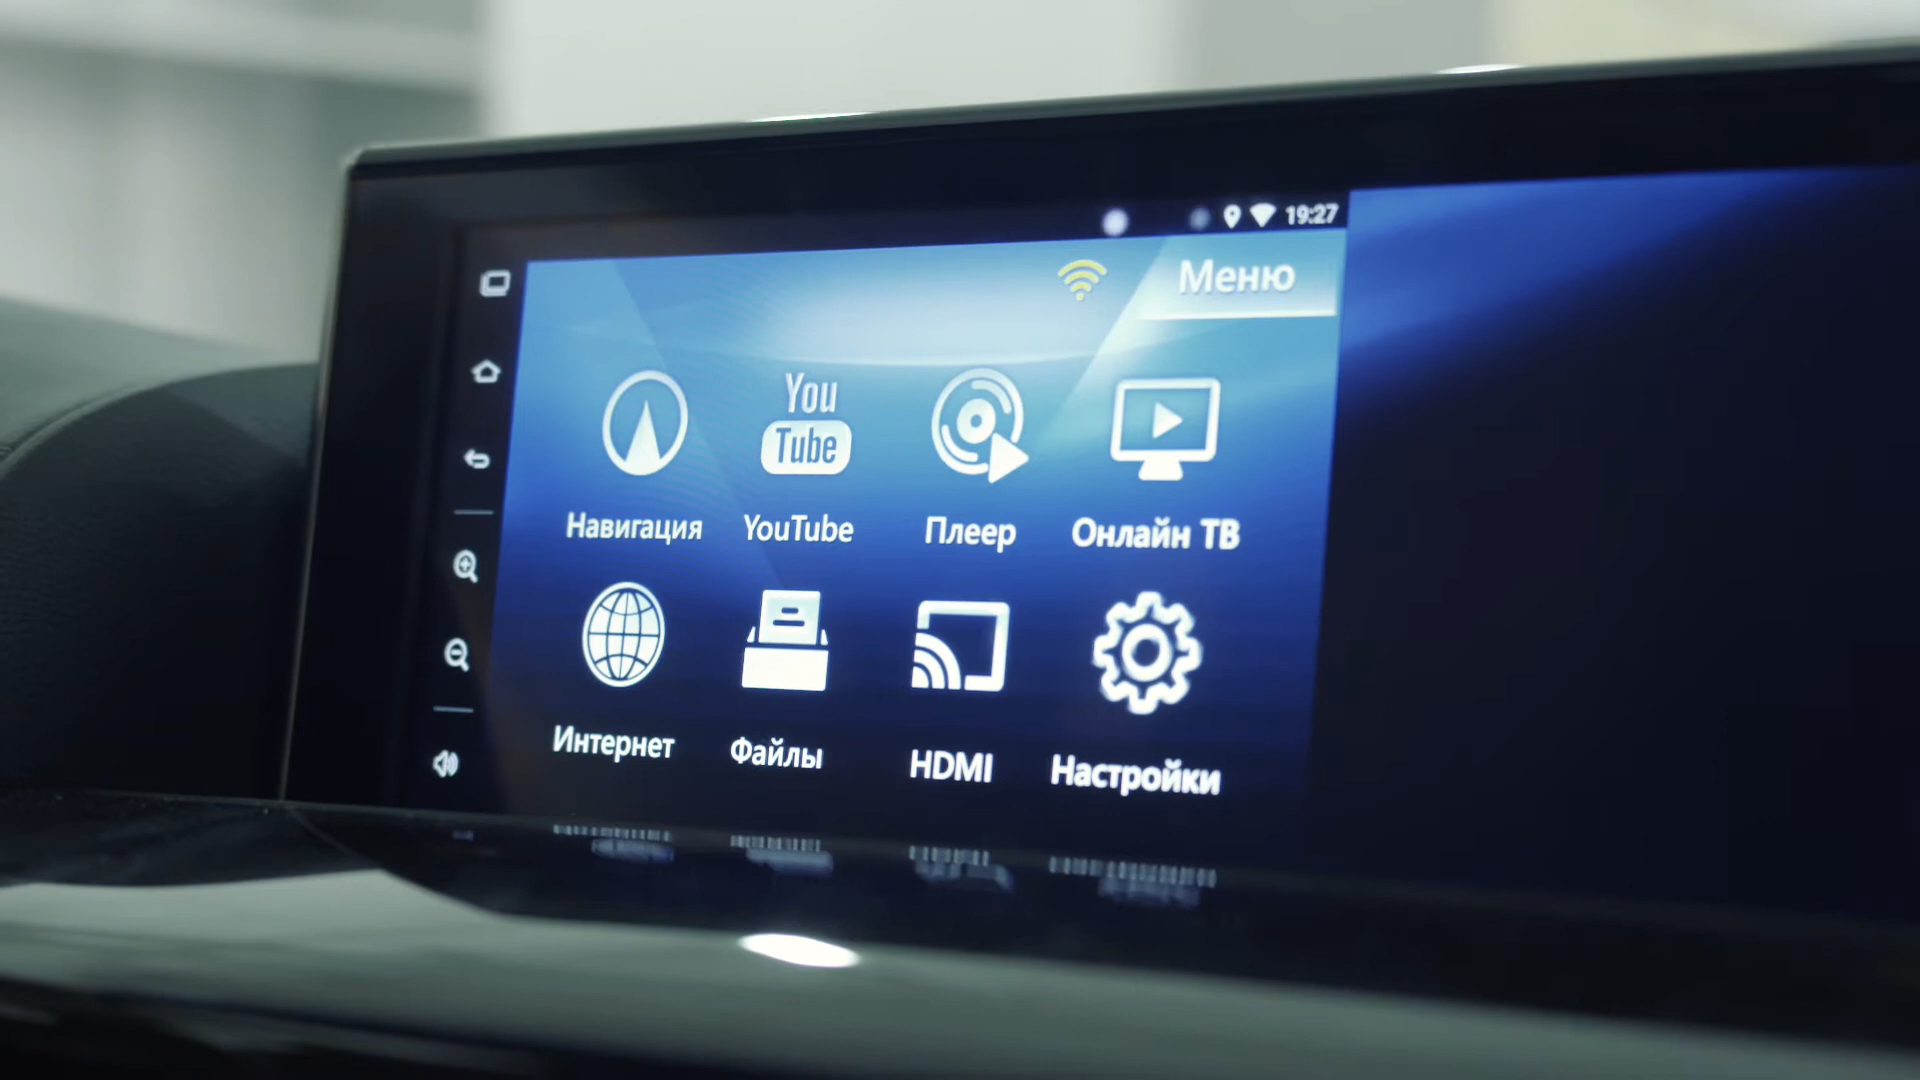 19:27
Меню
You
Tube
Навигация YouTube Плеер Онлайн ТВ
Интернет Файлы HDMI Настройки